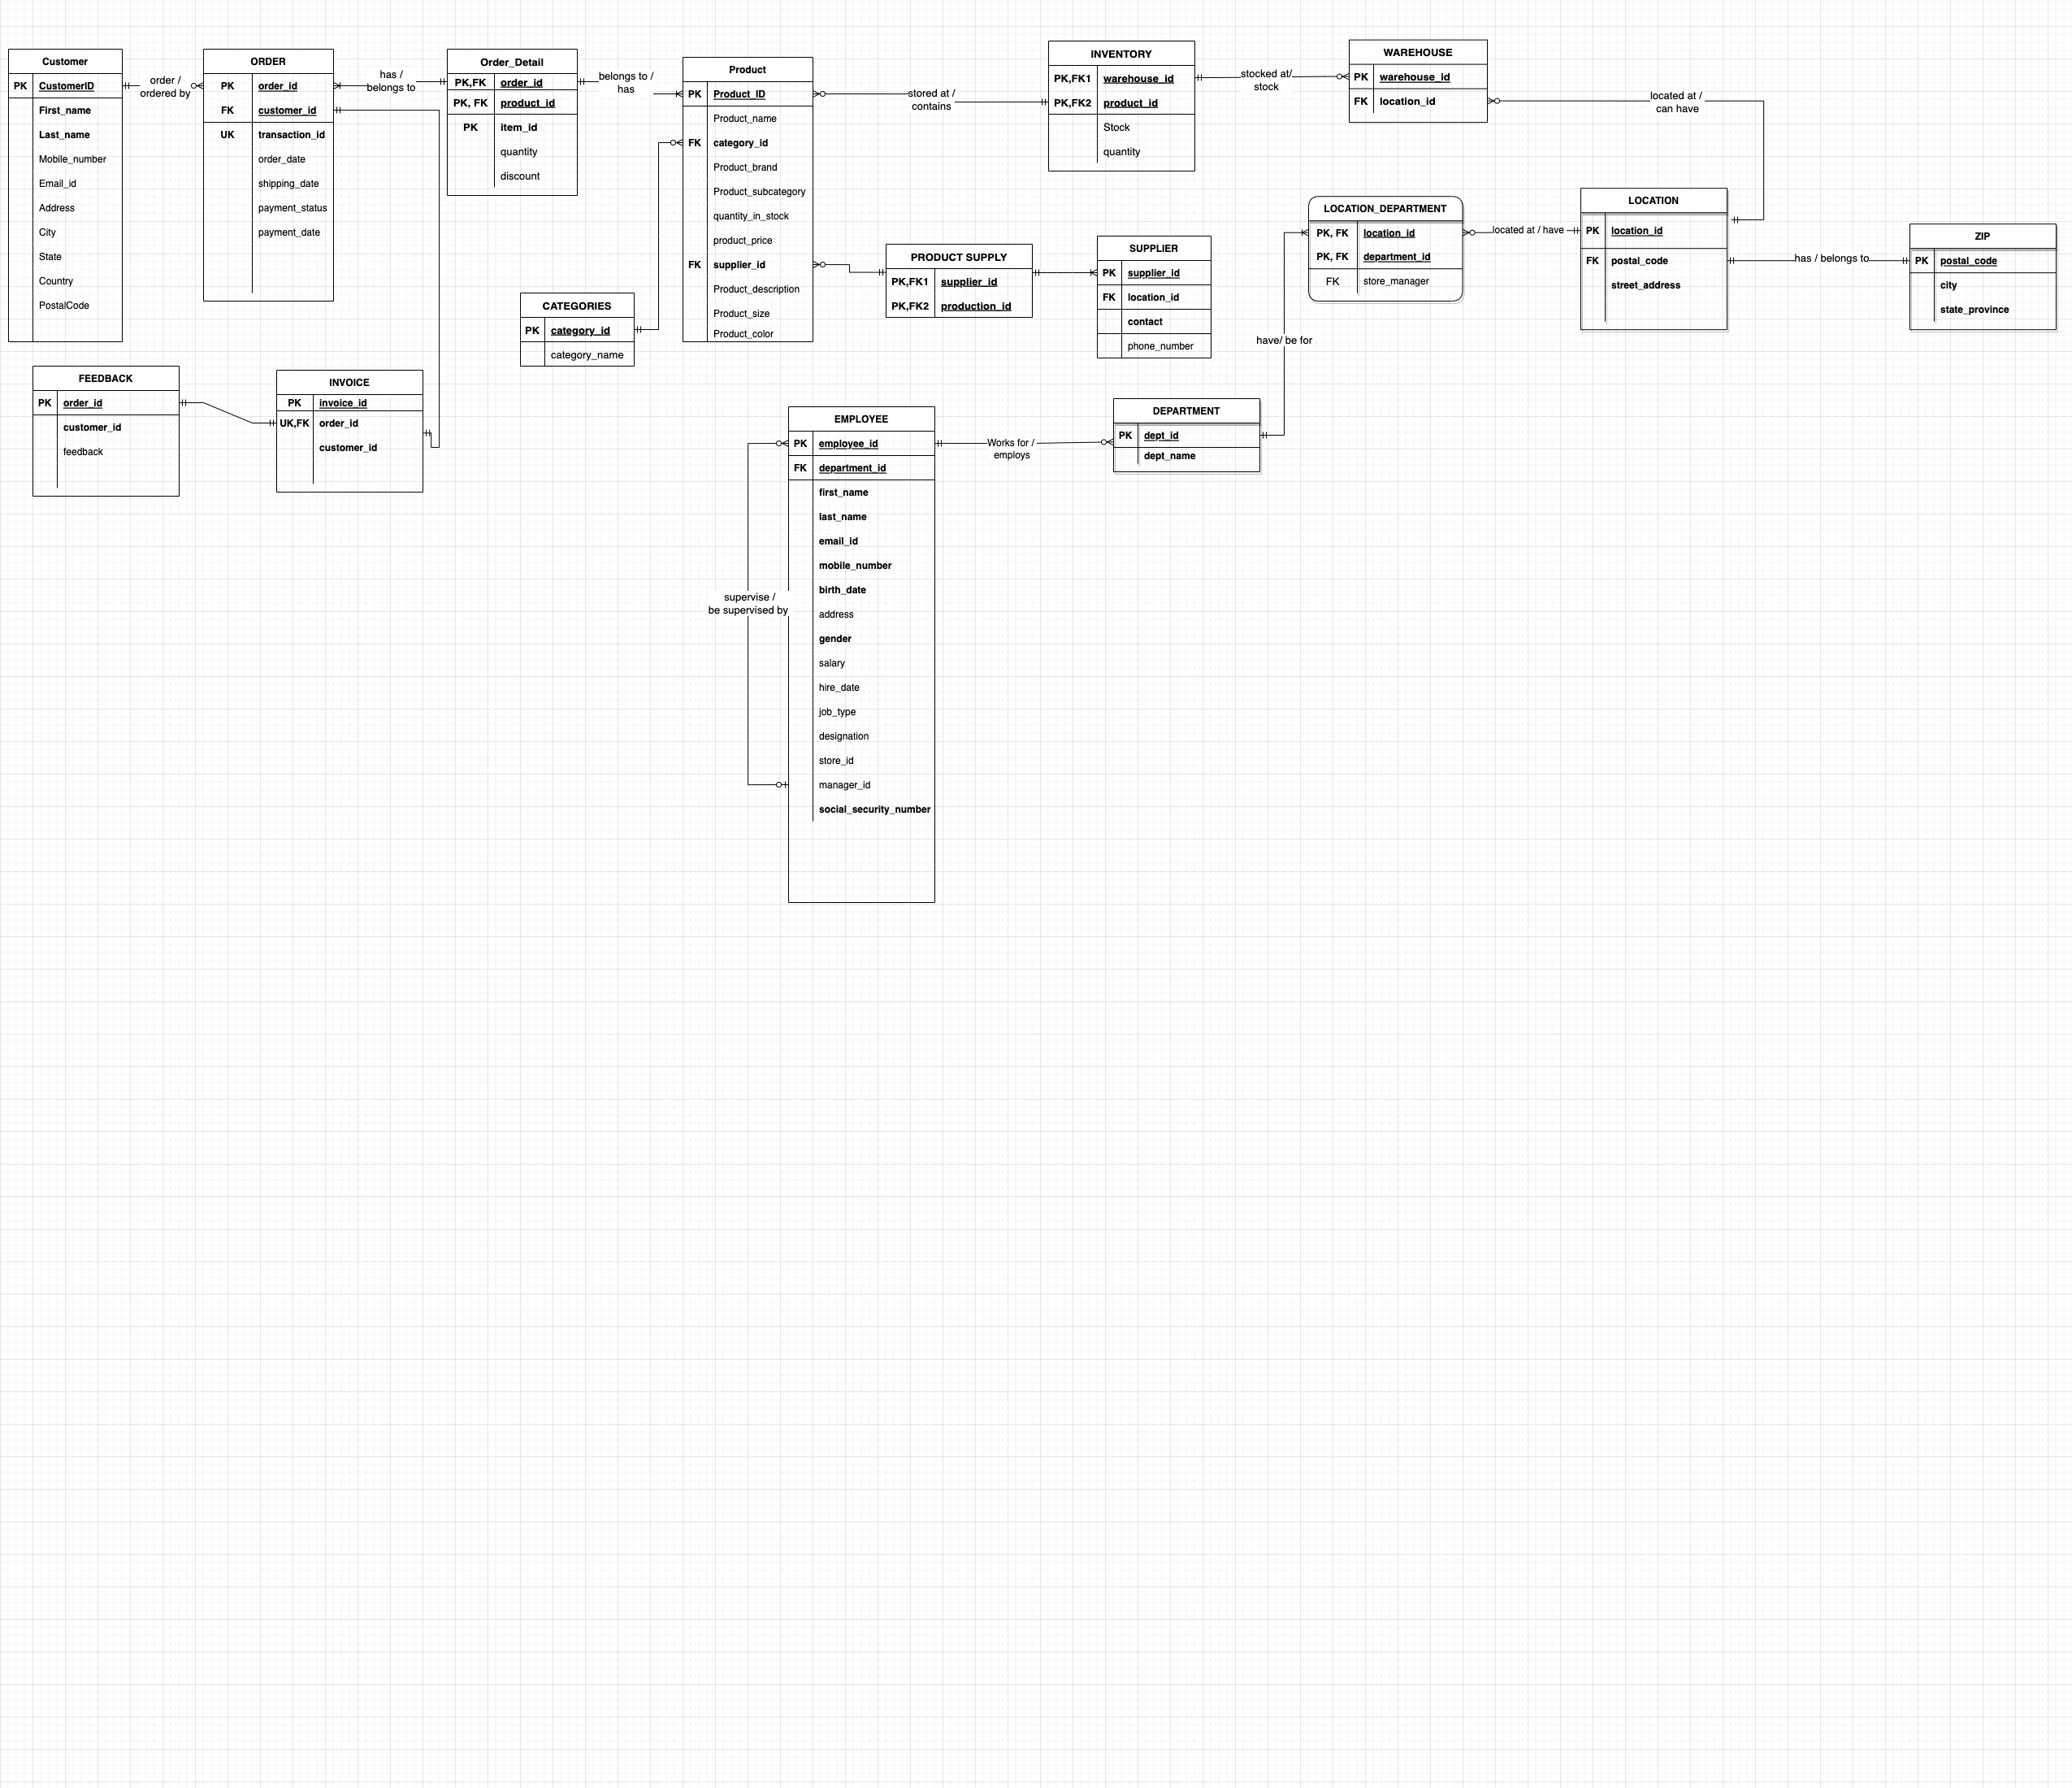 Customer
PK CustomerID
First_name
Last_name
Mobile_number
Email_id
Address
City
State
Country
PostalCode
order /
ordered by
ORDER
PK order_id
FK customer_id
UK transaction_id
order_date
shipping_date
payment_status
payment_date
has /
belongs to
Order_Detail
PK,FK order_id
PK, FK product_id
PK item_id
quantity
discount
belongs to /
has
Product
PK Product_ID
Product_name
FK category_id
Product_brand
Product_subcategory
quantity_in_stock
product_price
FK supplier_id
Product_description
Product_size
Product_color
stored at /
contains
INVENTORY
PK,FK1 warehouse_id
PK,FK2 product_id
Stock
quantity
stocked at/
stock
WAREHOUSE
PK warehouse_id
FK location_id
located at /
can have
LOCATION_DEPARTMENT
PK, FK location_id
PK, FK department_id
FK store_manager
located at / have
LOCATION
PK location_id
FK postal_code
street_address
has / belongs to
ZIP
PK postal_code
city
state_province
PRODUCT SUPPLY
PK,FK1 supplier_id
PK,FK2 production_id
SUPPLIER
PK supplier_id
FK location_id
contact
phone_number
CATEGORIES
PK category_id
category_name
have/ be for
FEEDBACK
PK order_id
customer_id
feedback
INVOICE
PK invoice_id
UK,FK order_id
customer_id
EMPLOYEE
PK employee_id
FK department_id
first_name
last_name
email_id
mobile_number
birth_date
address
gender
salary
hire_date
job_type
designation
store_id
manager_id
social_security_number
supervise /
be supervised by
Works for /
employs
DEPARTMENT
PK dept_id
dept_name